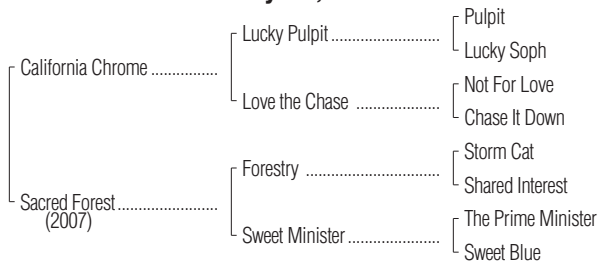 Pulpit
Lucky Pulpit
Lucky Soph
California Chrome
Not For Love
Love the Chase
Chase It Down
Storm Cat
Forestry
Shared Interest
Sacred Forest
(2007)
The Prime Minister
Sweet Minister
Sweet Blue